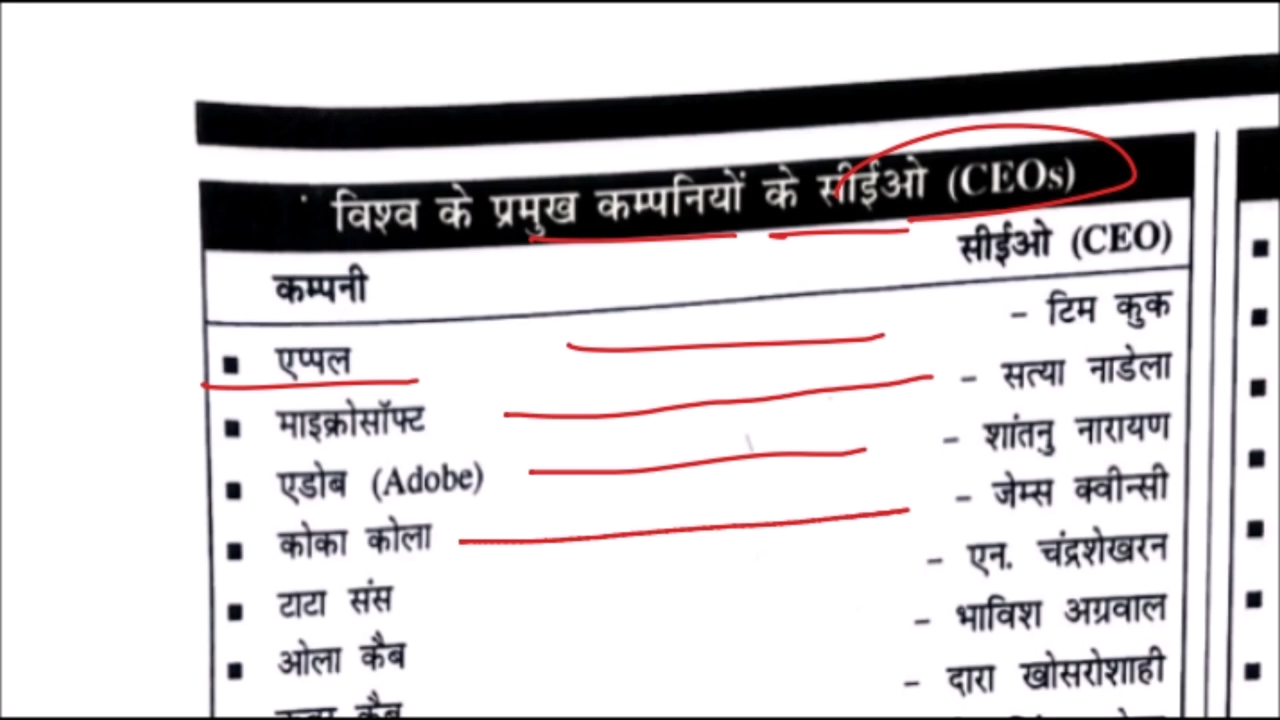 विश्व के प्रमुख कम्पनियों के सीईओ (CEOs)
कम्पनी सीईओ (CEO)
एप्पल – टिम कुक
माइक्रोसॉफ्ट – सत्या नाडेला
एडोब (Adobe) – शांतनु नारायण
कोका कोला – जेम्स क्वीन्सी
टाटा संस – एन. चंद्रशेखरन
ओला कैब – भाविश अग्रवाल
कैब – दारा खोसरोशाही